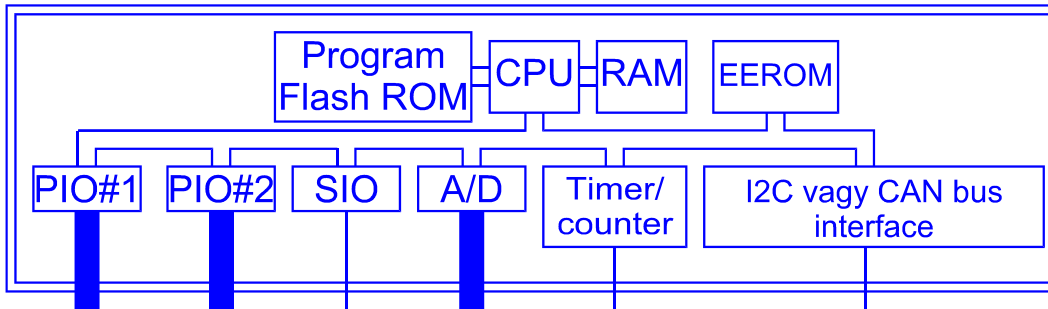 Program
Flash ROM
CPU
RAM
EEROM
PIO#1
PIO#2
SIO
A/D
Timer/
counter
I2C vagy CAN bus
interface